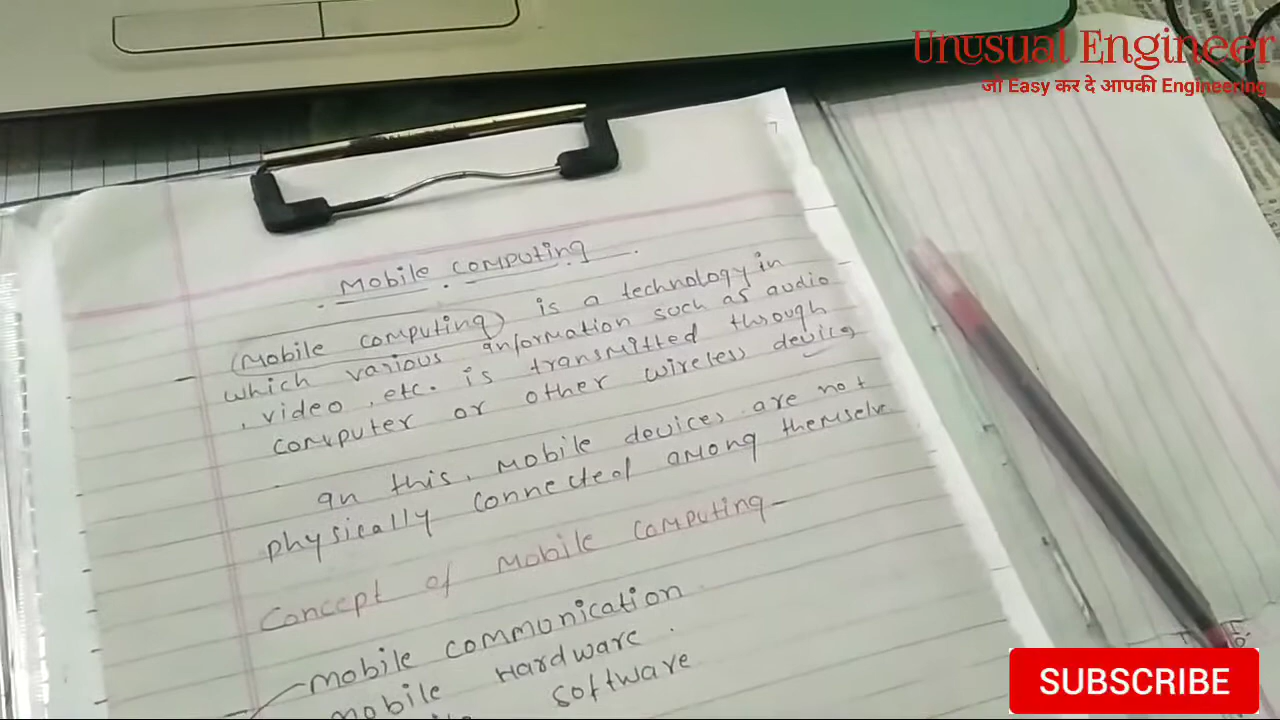 Unusual Engineer
जो Easy कर दे आपकी Engineering
Mobile computing
Mobile computing is a technology in
which various information such as audio
, video, etc. is transmitted through
computer or other wireless devices
In this, mobile devices are not
physically connected among themselve
Concept of Mobile Computing-
mobile communication
mobile Hardware
software
SUBSCRIBE